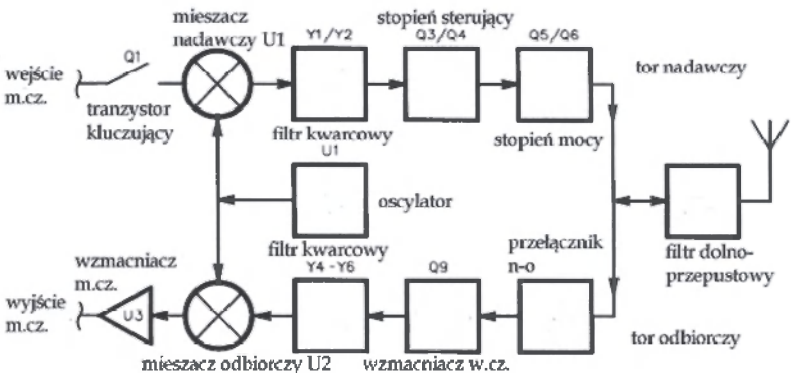 mieszacz
nadawczy U1
stopień sterujący
Y1/Y2
Q3/Q4
Q5/Q6
wejście
m.cz.
Q1
tranzystor
kluczujący
tor nadawczy
filtr kwarcowy
stopień mocy
U1
oscylator
filtr kwarcowy
Y4-Y6
Q9
przełącznik
n-o
filtr dolno-
przepustowy
wzmacniacz
m.cz.
wyjście
m.cz.
U3
tor odbiorczy
mieszacz odbiorczy U2
wzmacniacz w.cz.